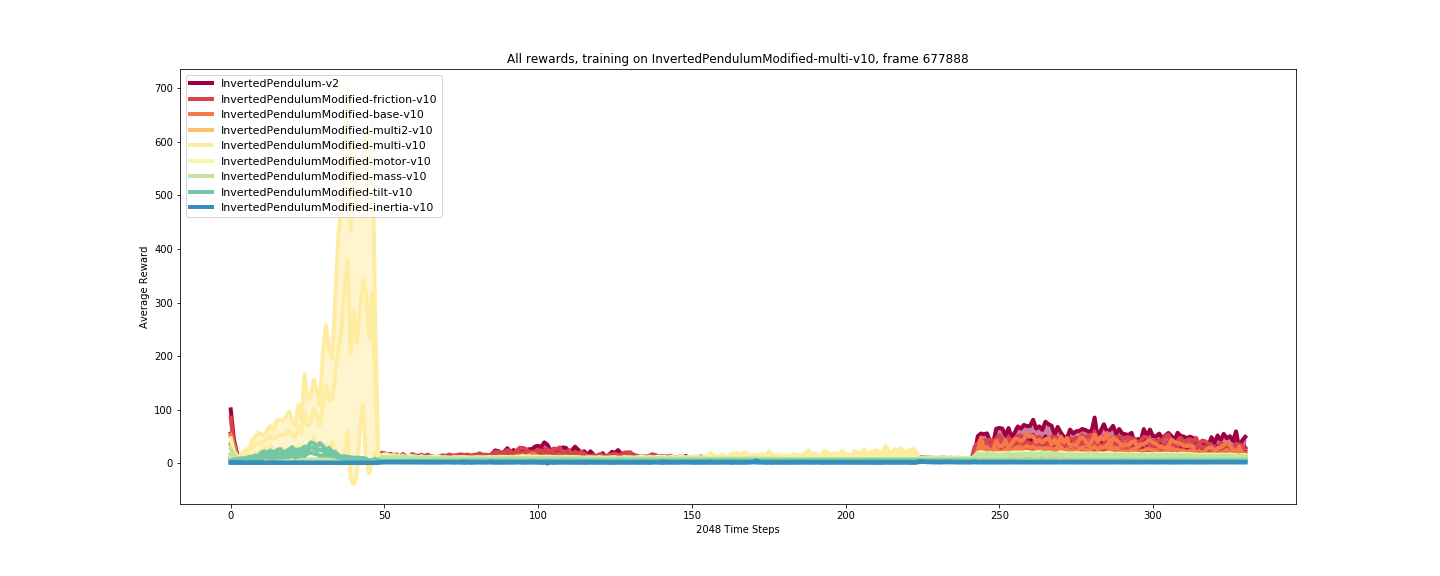 All rewards, training on InvertedPendulumModified-multi-v10, frame 677888
InvertedPendulum-v2
InvertedPendulumModified-friction-v10
InvertedPendulumModified-base-v10
InvertedPendulumModified-multi2-v10
InvertedPendulumModified-multi-v10
InvertedPendulumModified-motor-v10
InvertedPendulumModified-mass-v10
InvertedPendulumModified-tilt-v10
InvertedPendulumModified-inertia-v10
700
600
500
400
300
200
100
0
Average Reward
0 50 100 150 200 250 300
2048 Time Steps